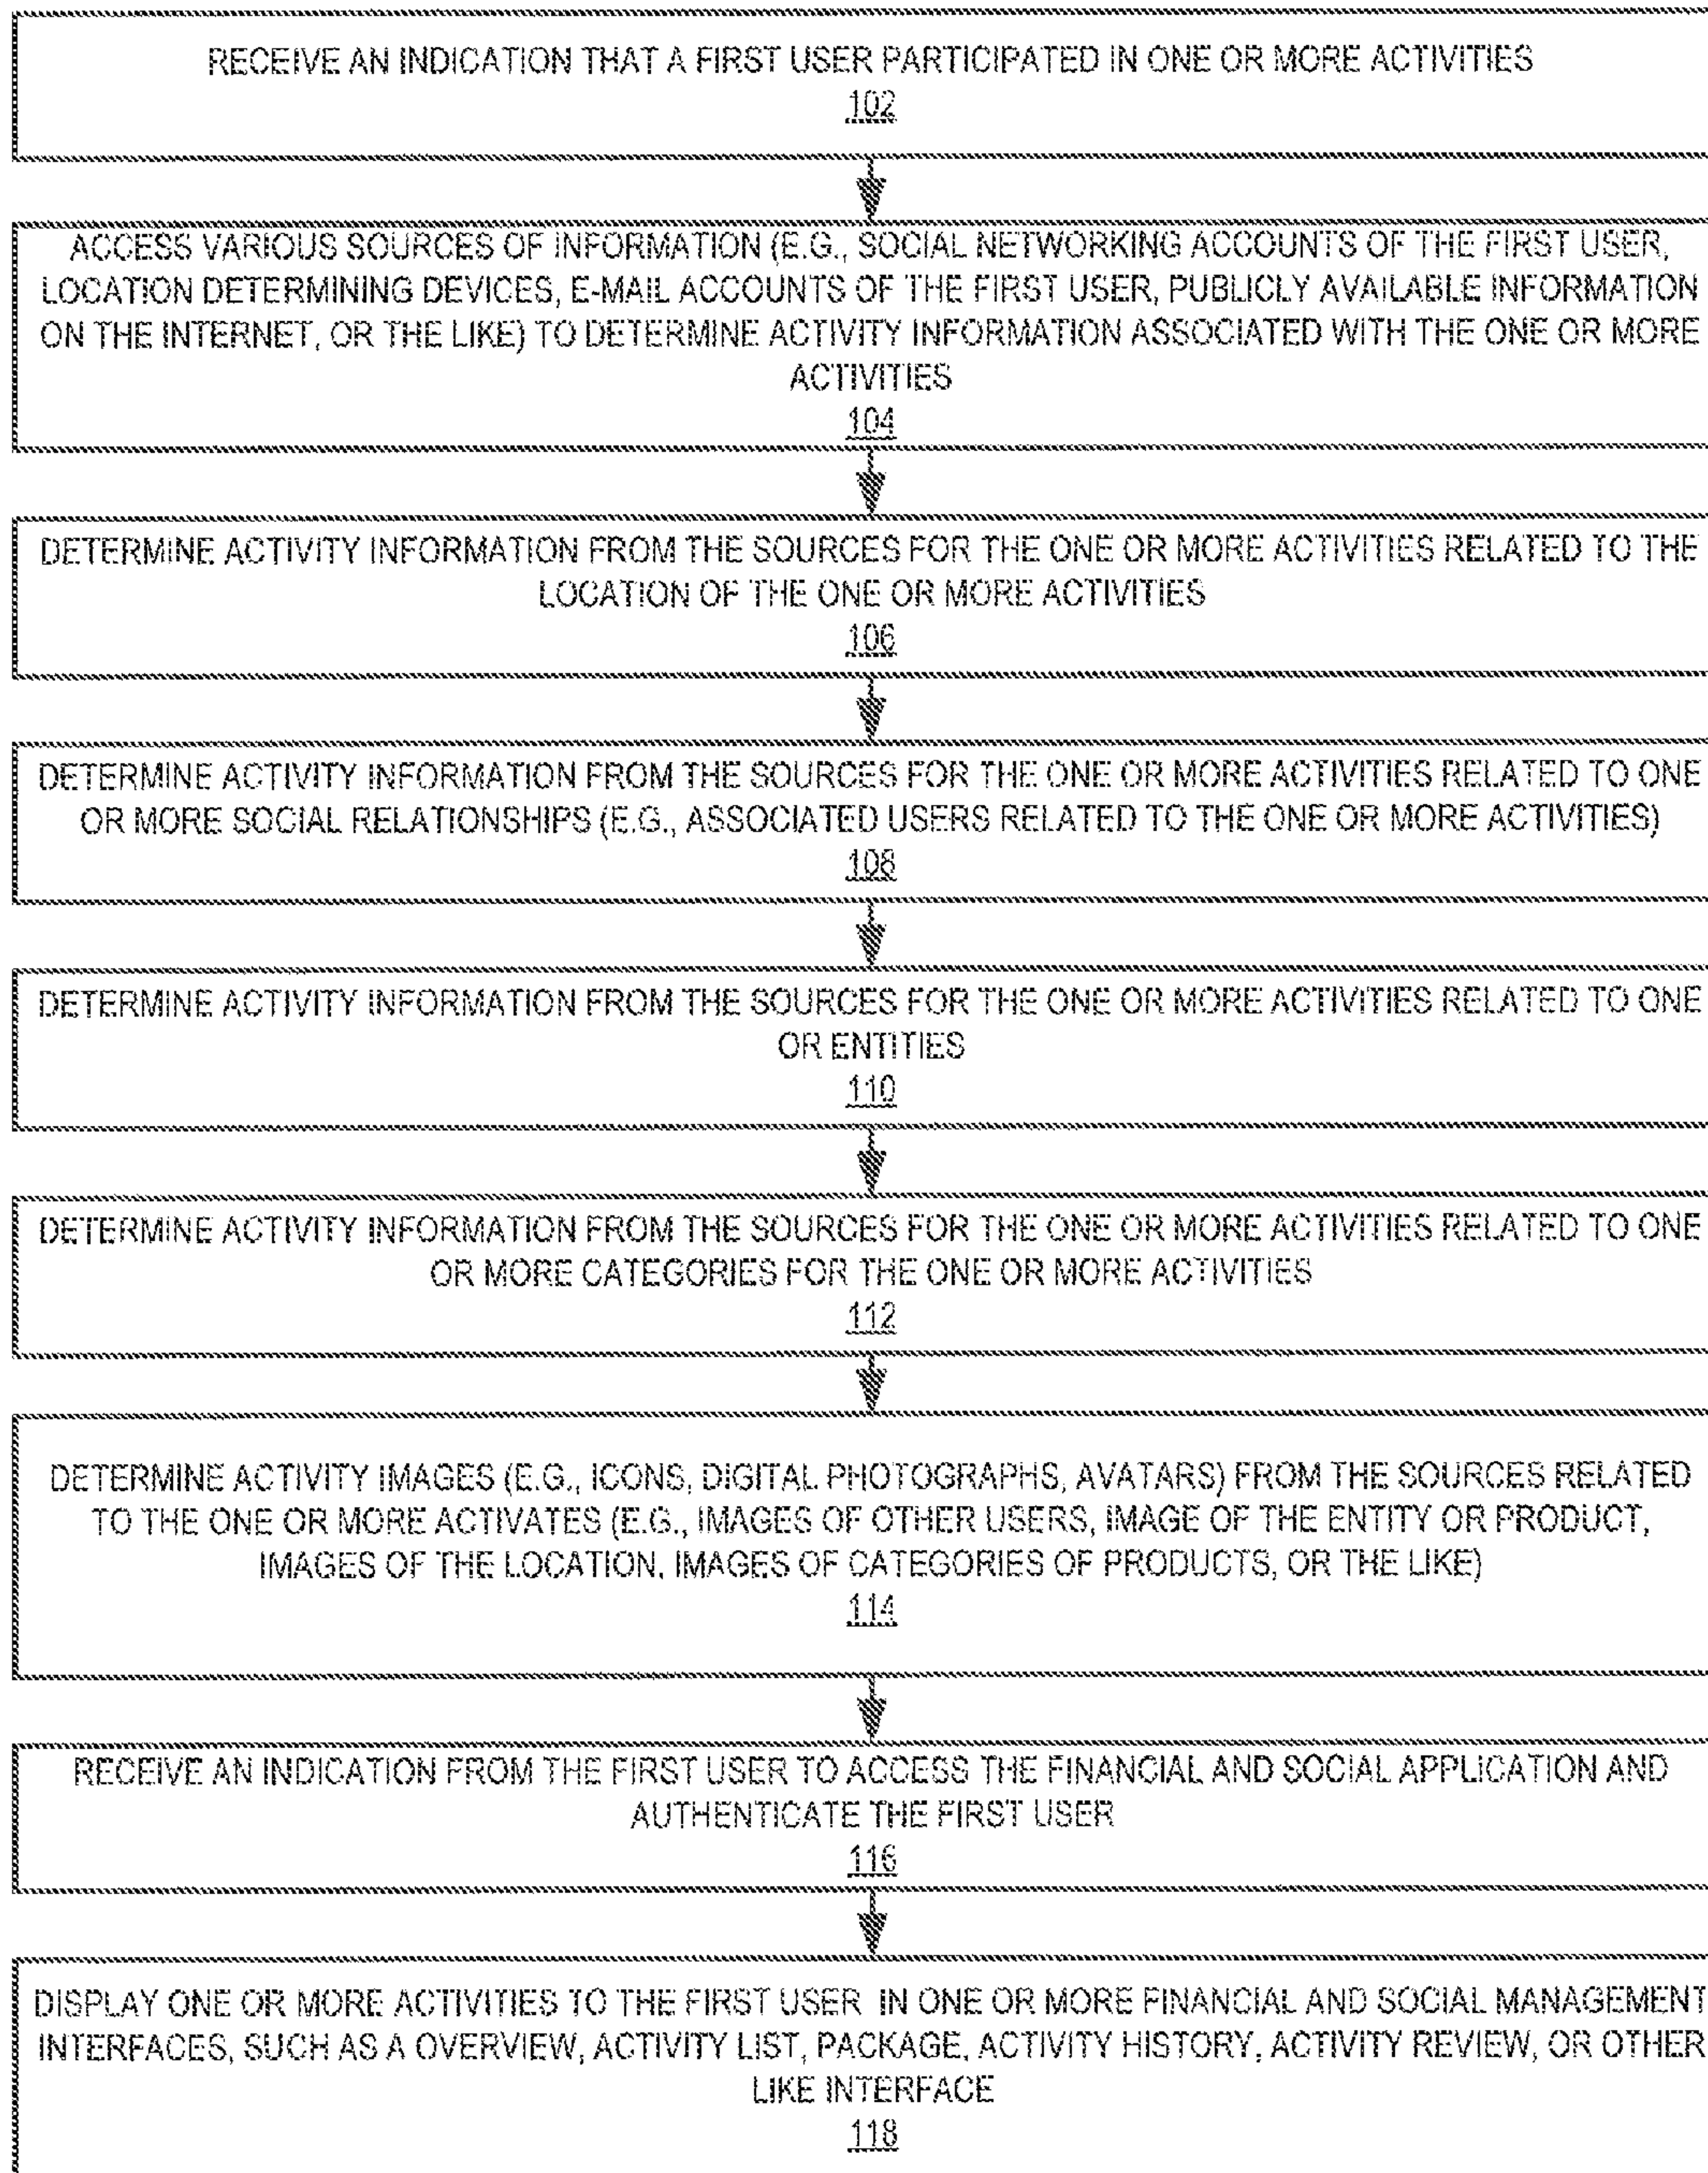 RECEIVE AN INDICATION THAT A FIRST USER PARTICIPATED IN ONE OR MORE ACTIVITIES
102
ACCESS VARIOUS SOURCES OF INFORMATION (E.G., SOCIAL NETWORKING ACCOUNTS OF THE FIRST USER,
LOCATION DETERMINING DEVICES, E-MAIL ACCOUNTS OF THE FIRST USER, PUBLICLY AVAILABLE INFORMATION
ON THE INTERNET, OR THE LIKE) TO DETERMINE ACTIVITY INFORMATION ASSOCIATED WITH THE ONE OR MORE
ACTIVITIES
104
DETERMINE ACTIVITY INFORMATION FROM THE SOURCES FOR THE ONE OR MORE ACTIVITIES RELATED TO THE
LOCATION OF THE ONE OR MORE ACTIVITIES
106
DETERMINE ACTIVITY INFORMATION FROM THE SOURCES FOR THE ONE OR MORE ACTIVITIES RELATED TO ONE
OR MORE SOCIAL RELATIONSHIPS (E.G., ASSOCIATED USERS RELATED TO THE ONE OR MORE ACTIVITIES)
108
DETERMINE ACTIVITY INFORMATION FROM THE SOURCES FOR THE ONE OR MORE ACTIVITIES RELATED TO ONE
OR ENTITIES
110
DETERMINE ACTIVITY INFORMATION FROM THE SOURCES FOR THE ONE OR MORE ACTIVITIES RELATED TO ONE
OR MORE CATEGORIES FOR THE ONE OR MORE ACTIVITIES
112
DETERMINE ACTIVITY IMAGES (E.G., ICONS, DIGITAL PHOTOGRAPHS, AVATARS) FROM THE SOURCES RELATED
TO THE ONE OR MORE ACTIVATES (E.G., IMAGES OF OTHER USERS, IMAGE OF THE ENTITY OR PRODUCT,
IMAGES OF THE LOCATION, IMAGES OF CATEGORIES OF PRODUCTS, OR THE LIKE)
114
RECEIVE AN INDICATION FROM THE FIRST USER TO ACCESS THE FINANCIAL AND SOCIAL APPLICATION AND
AUTHENTICATE THE FIRST USER
116
DISPLAY ONE OR MORE ACTIVITIES TO THE FIRST USER IN ONE OR MORE FINANCIAL AND SOCIAL MANAGEMENT
INTERFACES, SUCH AS A OVERVIEW, ACTIVITY LIST, PACKAGE, ACTIVITY HISTORY, ACTIVITY REVIEW, OR OTHER
LIKE INTERFACE
118